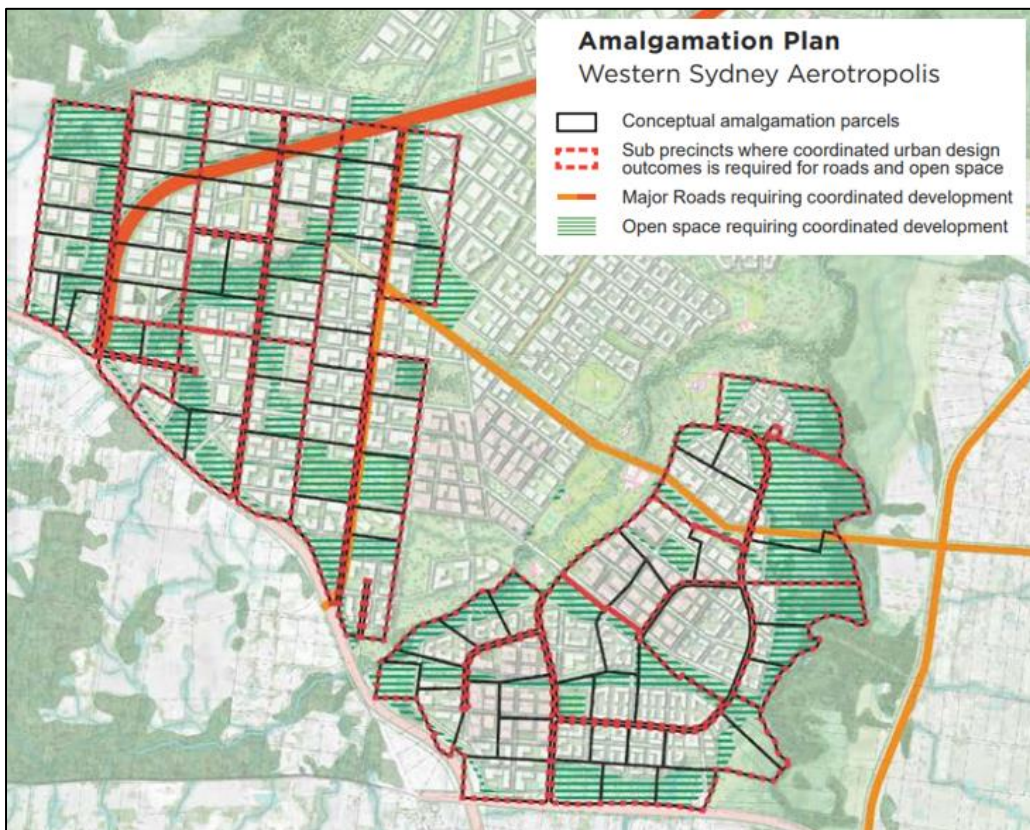 Amalgamation Plan
Western Sydney Aerotropolis
Conceptual amalgamation parcels
Sub precincts where coordinated urban design
outcomes is required for roads and open space
Major Roads requiring coordinated development
Open space requiring coordinated development